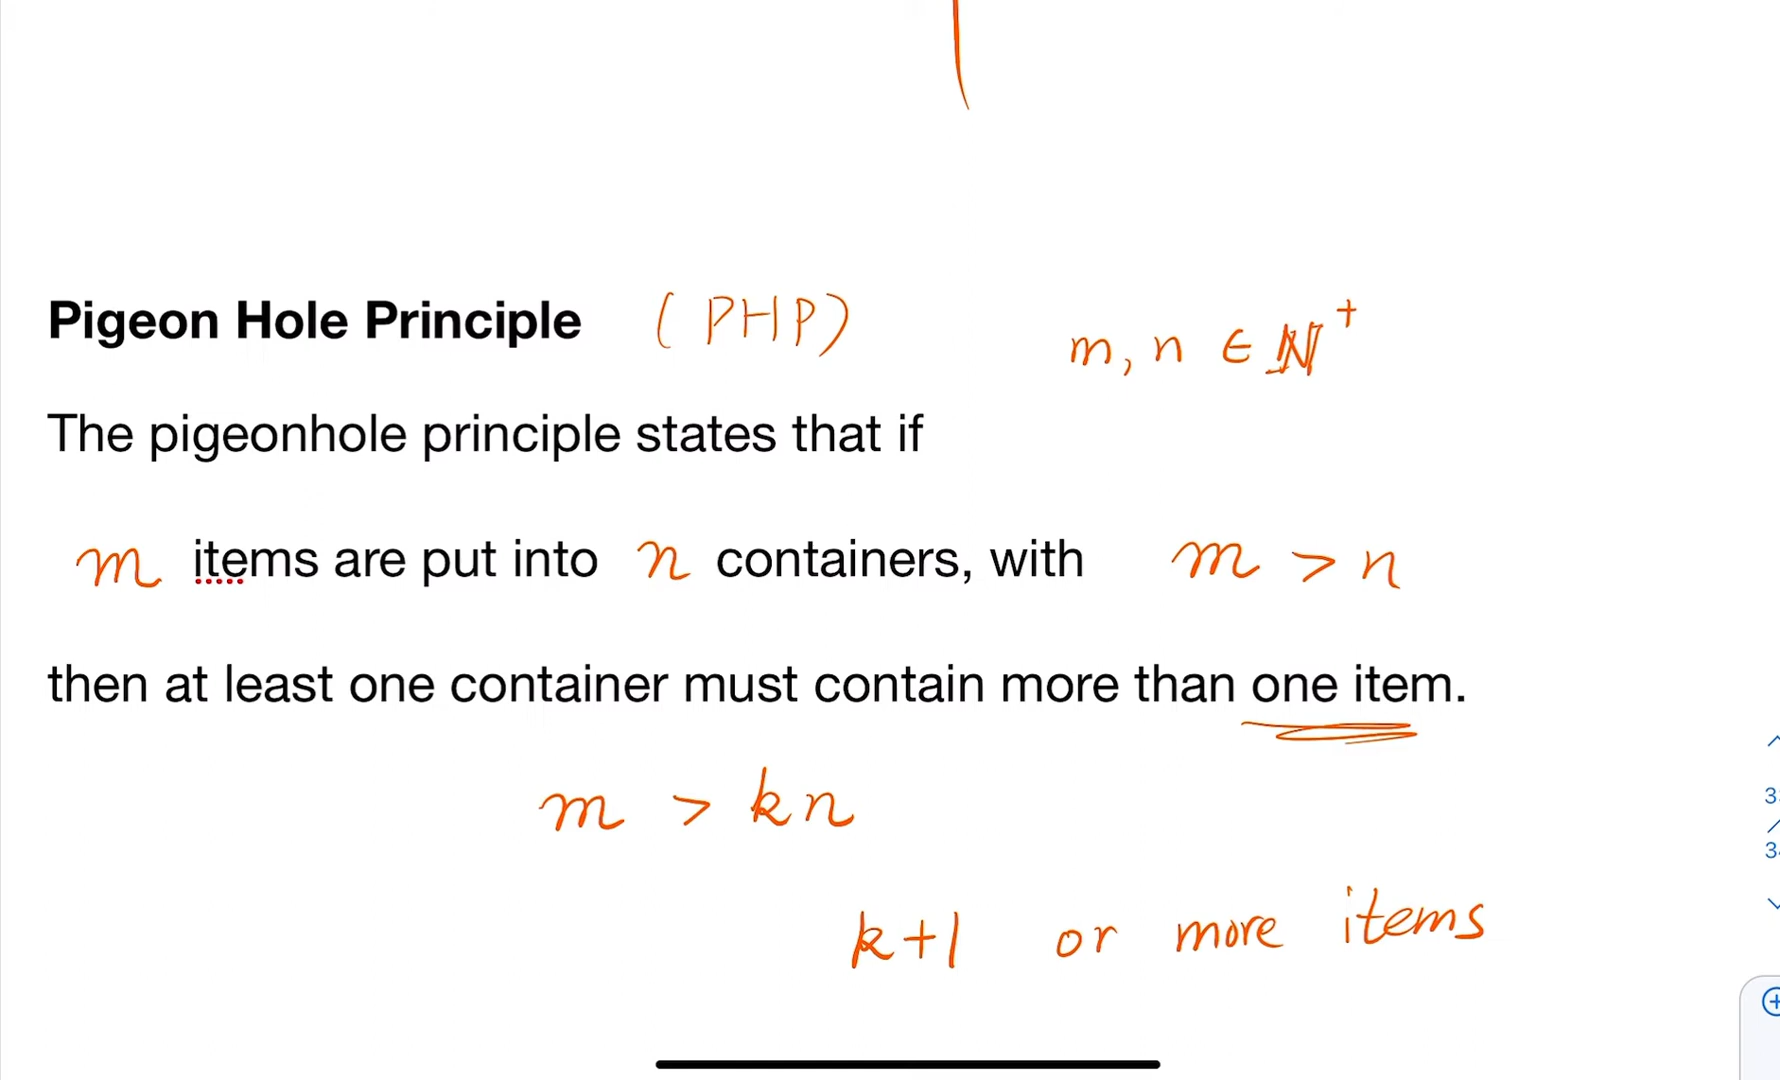 Pigeon Hole Principle (PHP)
m, n ∈ ℕ⁺
The pigeonhole principle states that if
m items are put into n containers, with m > n
then at least one container must contain more than one item.
m > kn
k+1 or more items